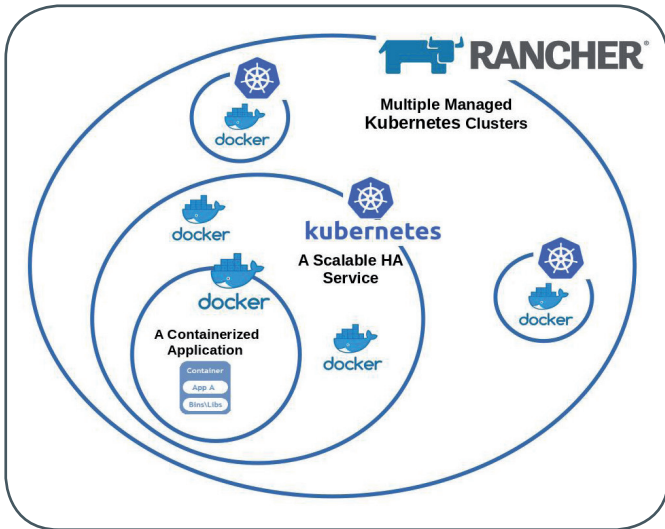 RANCHER®
Multiple Managed
Kubernetes Clusters
docker
docker
kubernetes
A Scalable HA
Service
docker
docker
A Containerized
Application
docker
Container
App A
Bins\Libs
docker